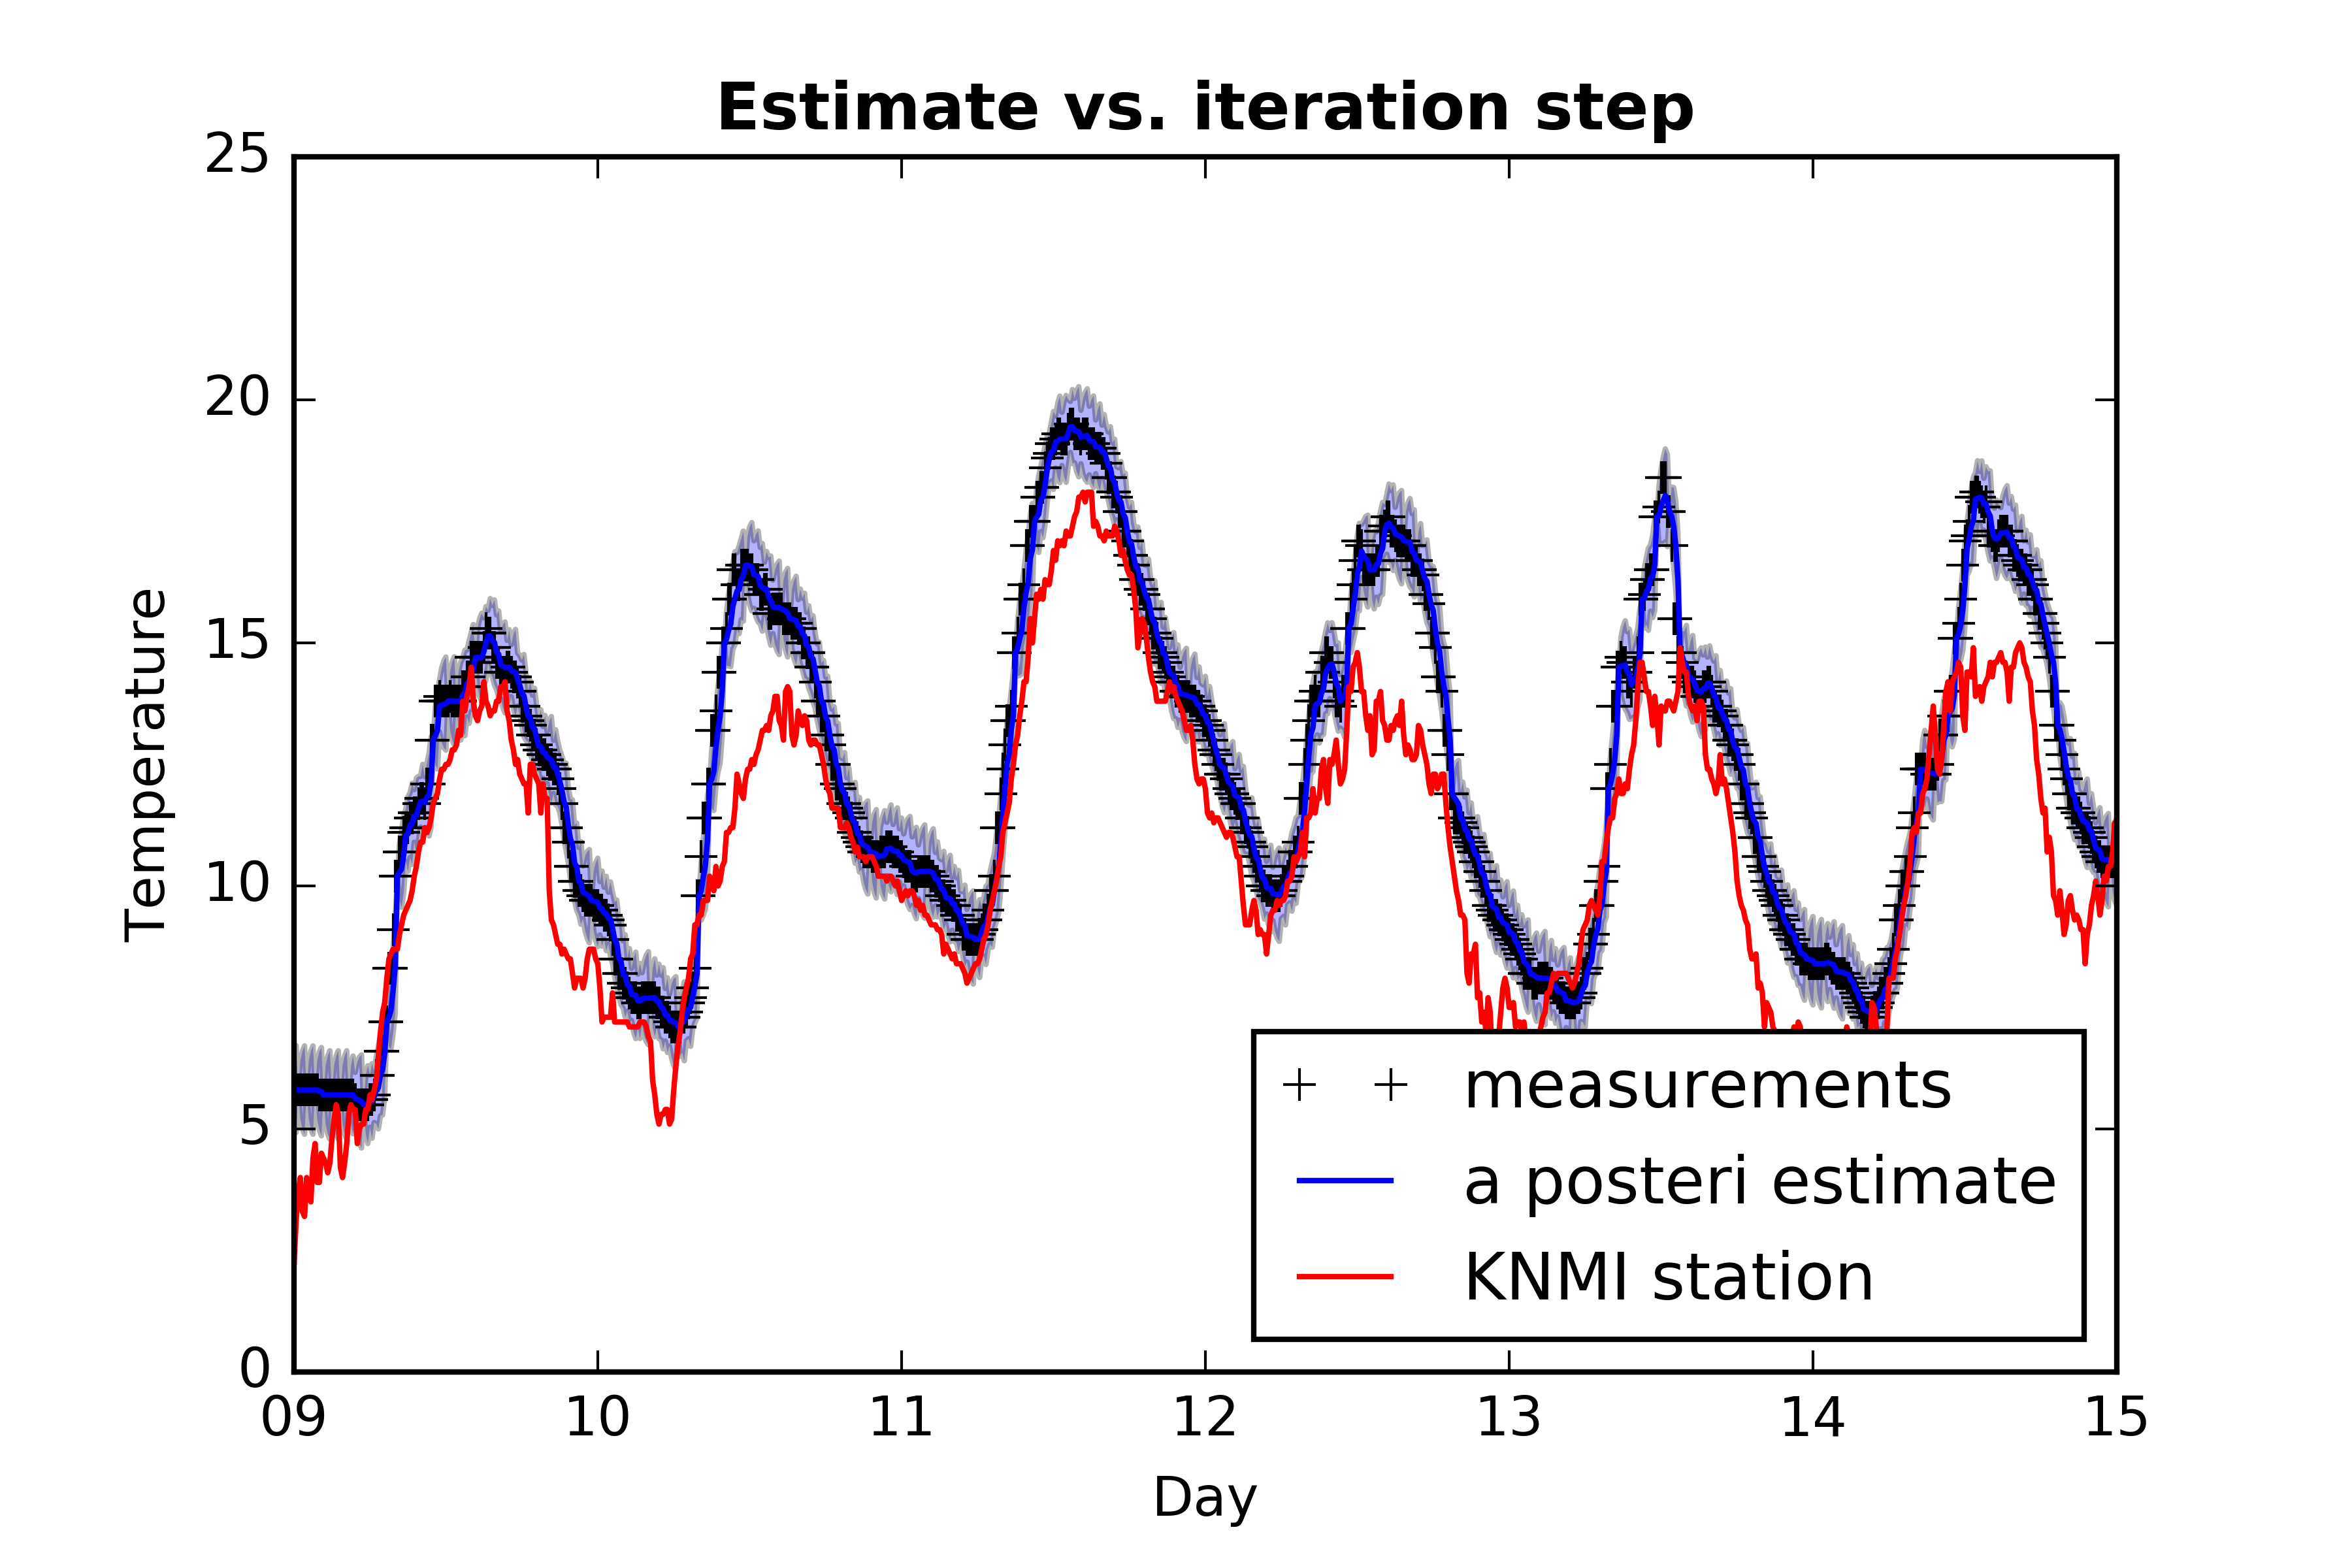 Estimate vs. iteration step
25
20
15
10
5
0
Temperature
09 10 11 12 13 14 15
Day
measurements
a posteri estimate
KNMI station